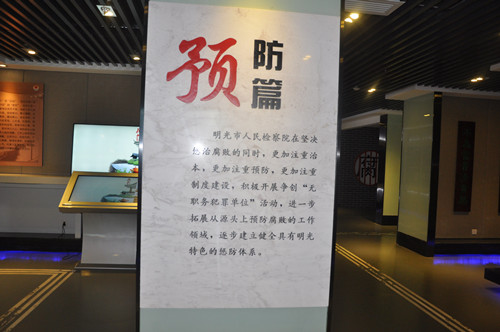 预防篇
明光市人民检察院在坚决
惩治腐败的同时，更加注重治
本，更加注重预防，更加注重
制度建设，积极开展争创“无
职务犯罪单位”活动，进一步
拓展从源头上预防腐败的工作
领域，逐步建立健全具有明光
特色的惩防体系。